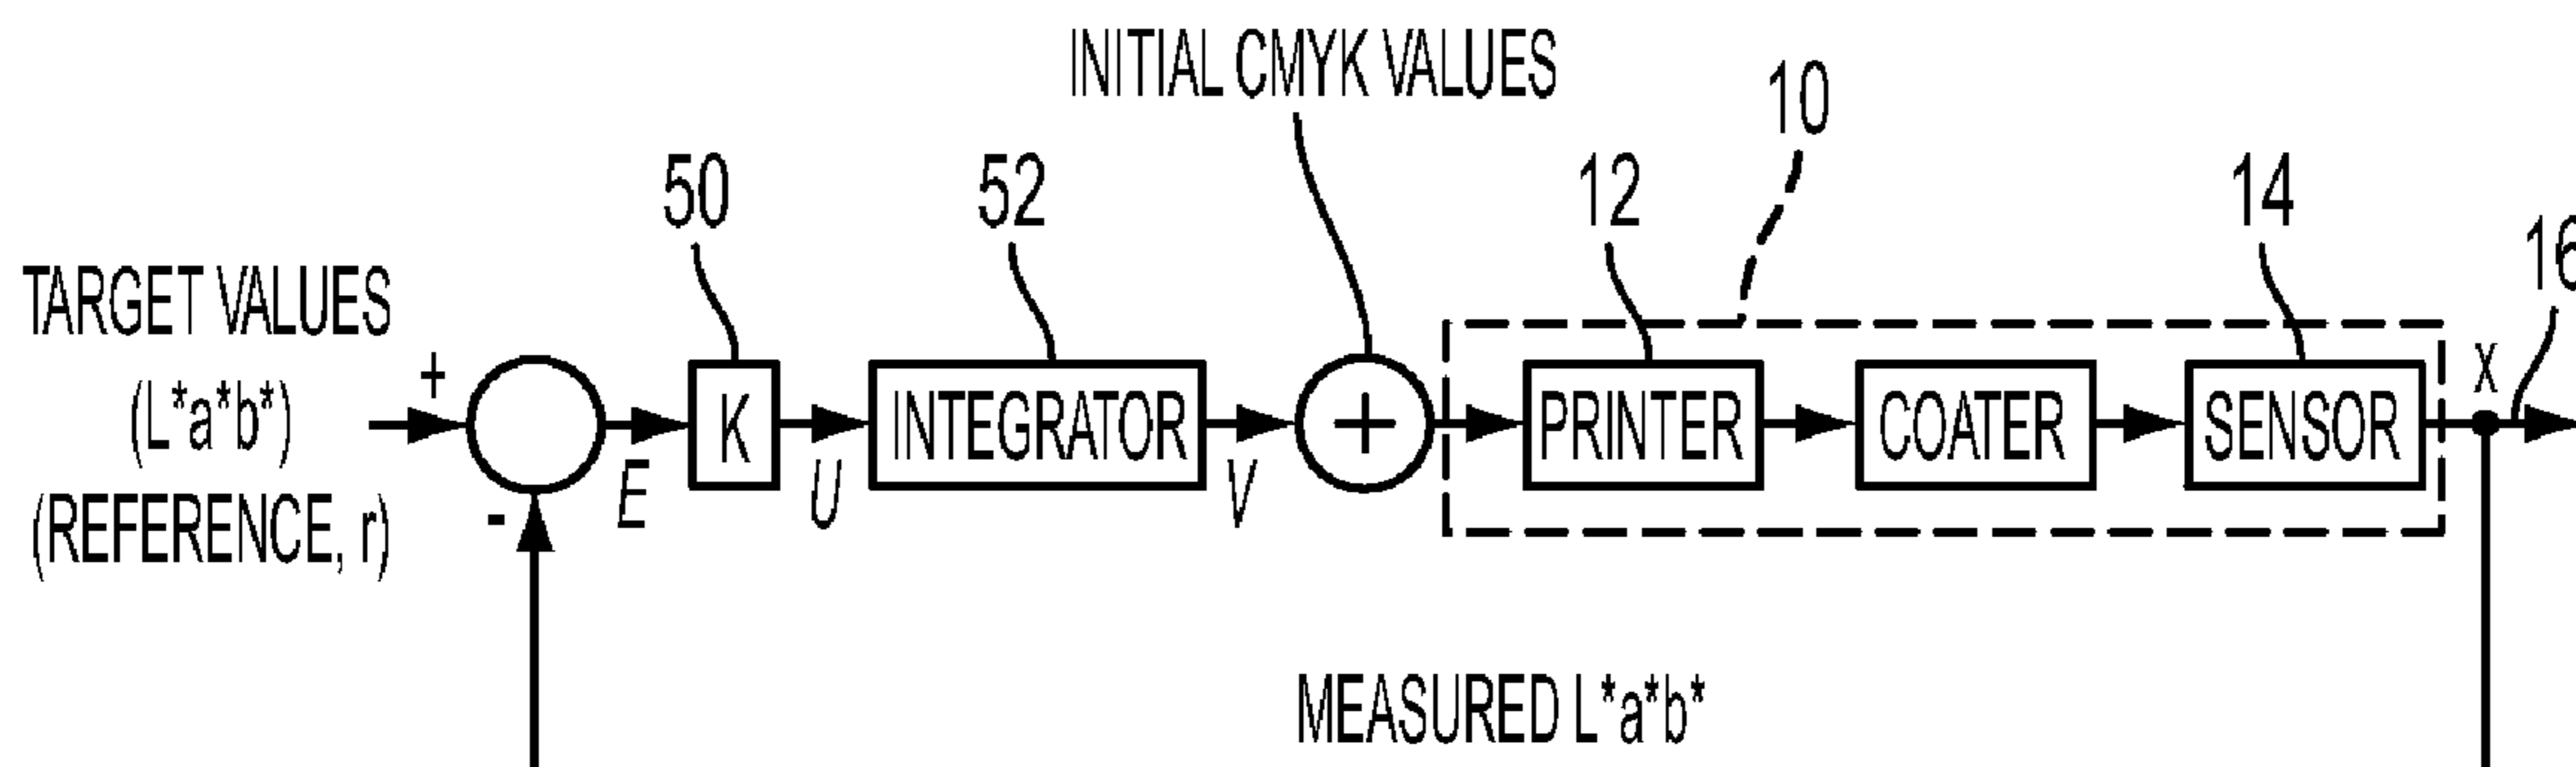 INITIAL CMYK VALUES
10
50
52
12
14
16
TARGET VALUES
(L*a*b*)
(REFERENCE, r)
+
-
E
K
U
INTEGRATOR
V
+
PRINTER
COATER
SENSOR
X
MEASURED L*a*b*